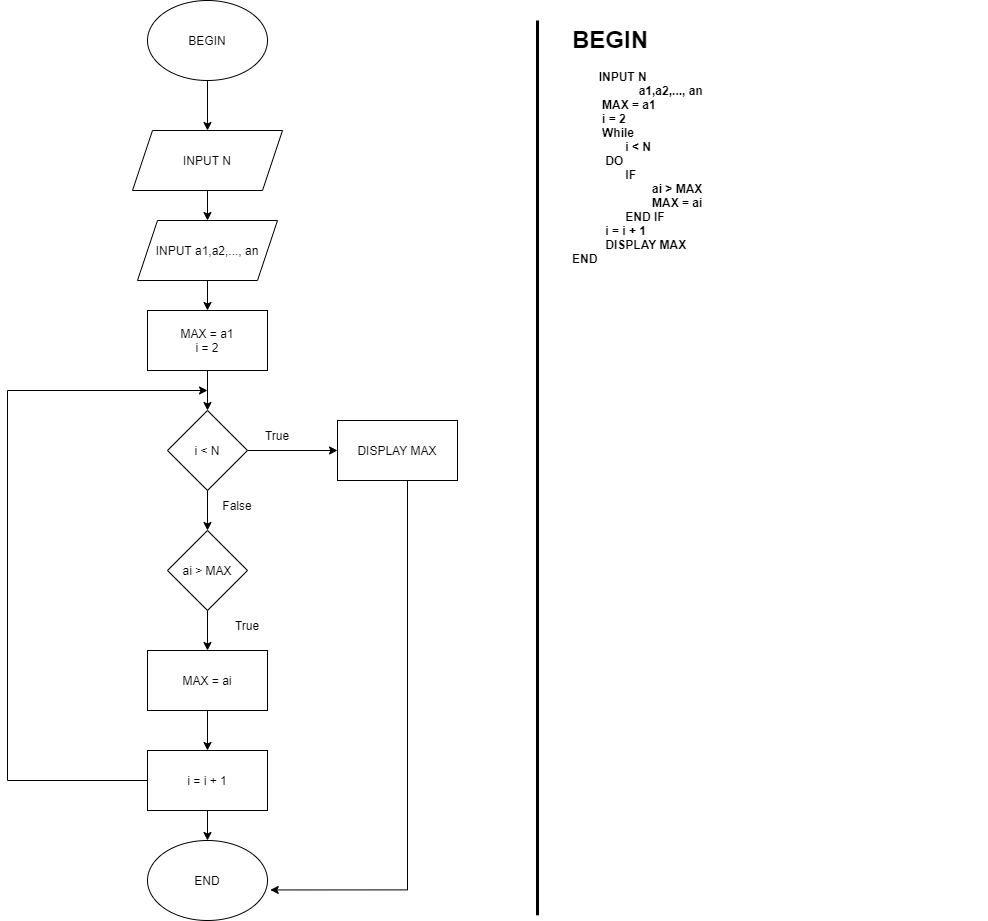 BEGIN
INPUT N
INPUT a1,a2,..., an
MAX = a1
i = 2
i < N
True
DISPLAY MAX
False
ai > MAX
True
MAX = ai
i = i + 1
END
BEGIN
INPUT N
a1,a2,..., an
MAX = a1
i = 2
While
i < N
DO
IF
ai > MAX
MAX = ai
END IF
i = i + 1
DISPLAY MAX
END